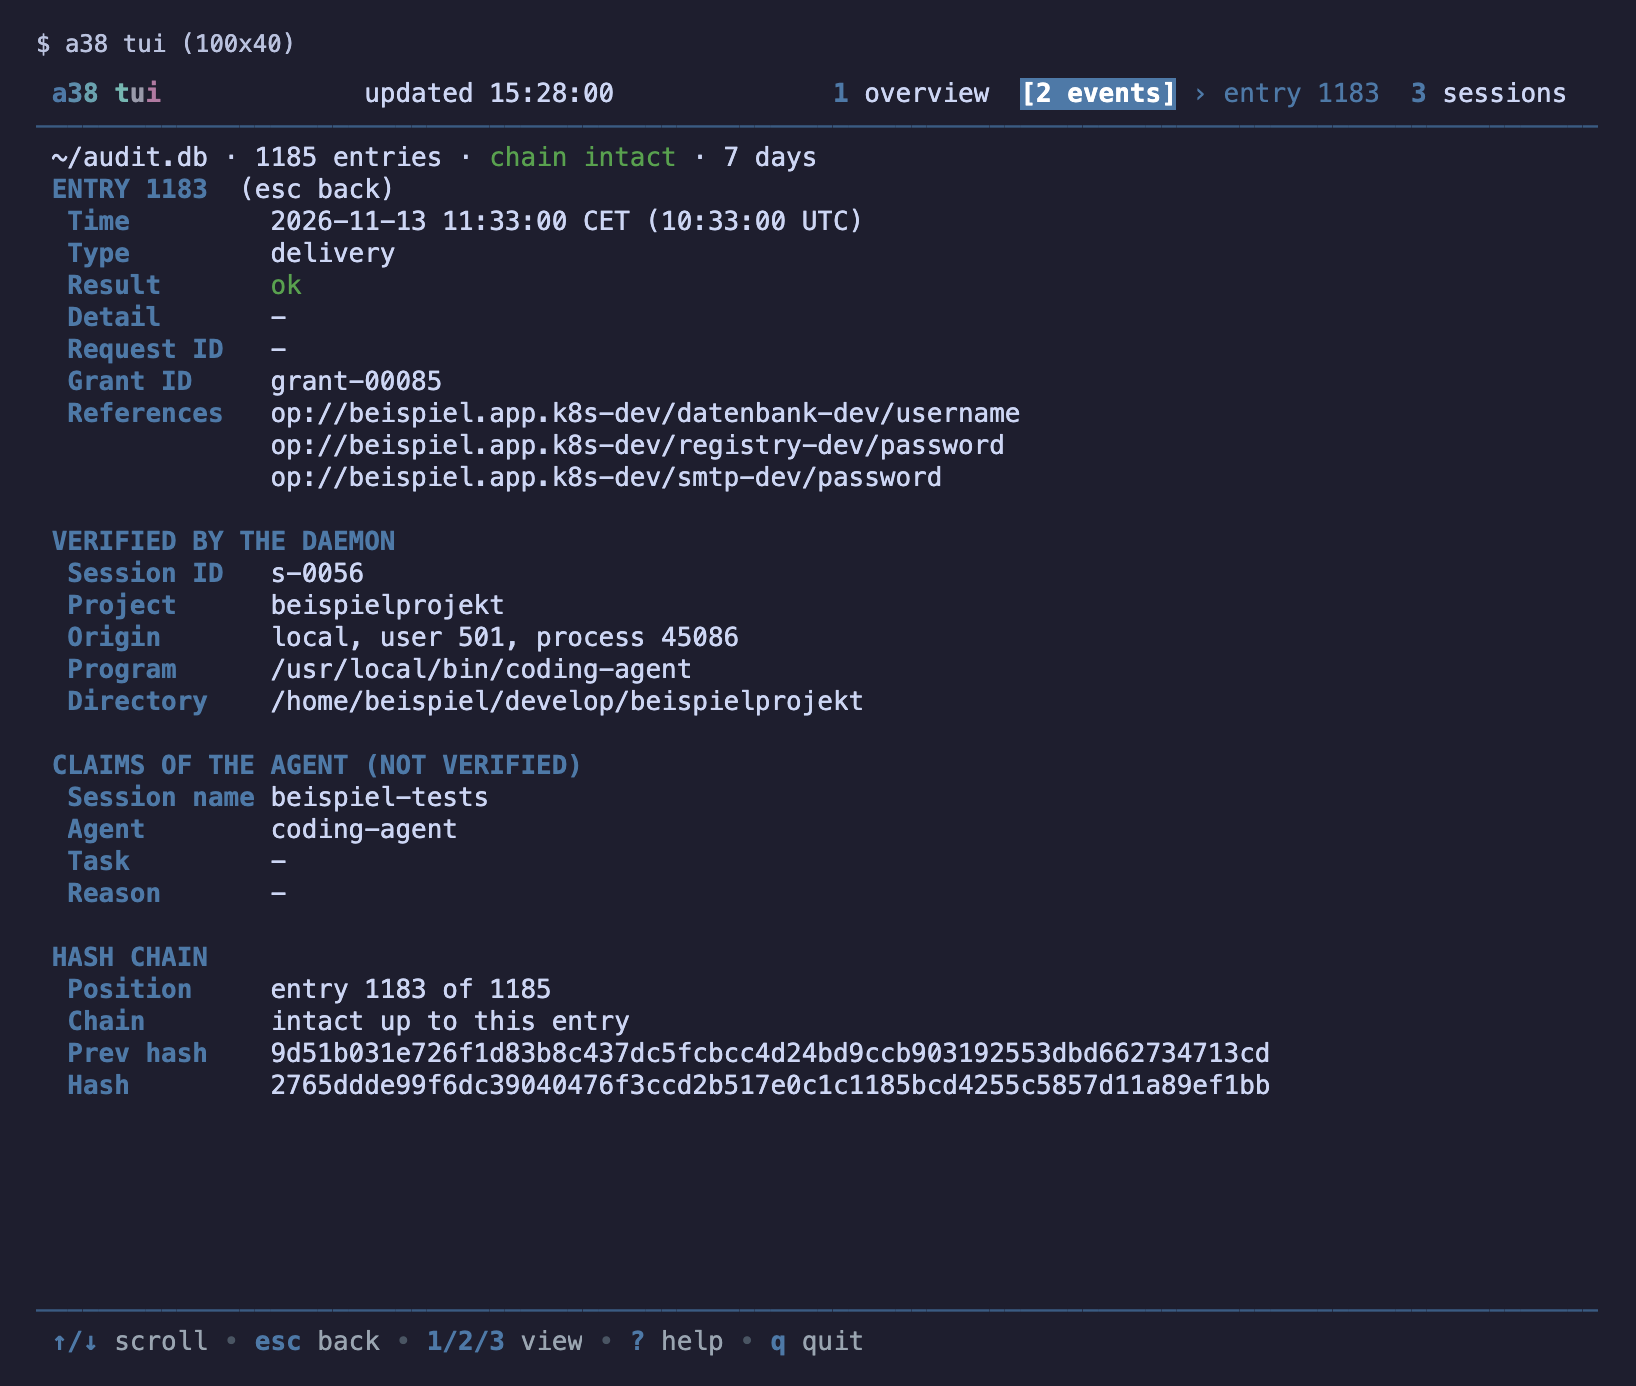 $ a38 tui (100x40)
a38 tui updated 15:28:00 1 overview [2 events] › entry 1183 3 sessions
~/audit.db · 1185 entries · chain intact · 7 days
ENTRY 1183 (esc back)
Time 2026-11-13 11:33:00 CET (10:33:00 UTC)
Type delivery
Result ok
Detail –
Request ID –
Grant ID grant-00085
References op://beispiel.app.k8s-dev/datenbank-dev/username
op://beispiel.app.k8s-dev/registry-dev/password
op://beispiel.app.k8s-dev/smtp-dev/password
VERIFIED BY THE DAEMON
Session ID s-0056
Project beispielprojekt
Origin local, user 501, process 45086
Program /usr/local/bin/coding-agent
Directory /home/beispiel/develop/beispielprojekt
CLAIMS OF THE AGENT (NOT VERIFIED)
Session name beispiel-tests
Agent coding-agent
Task –
Reason –
HASH CHAIN
Position entry 1183 of 1185
Chain intact up to this entry
Prev hash 9d51b031e726f1d83b8c437dc5fcbcc4d24bd9ccb903192553dbd662734713cd
Hash 2765ddde99f6dc39040476f3ccd2b517e0c1c1185bcd4255c5857d11a89ef1bb
↑/↓ scroll • esc back • 1/2/3 view • ? help • q quit